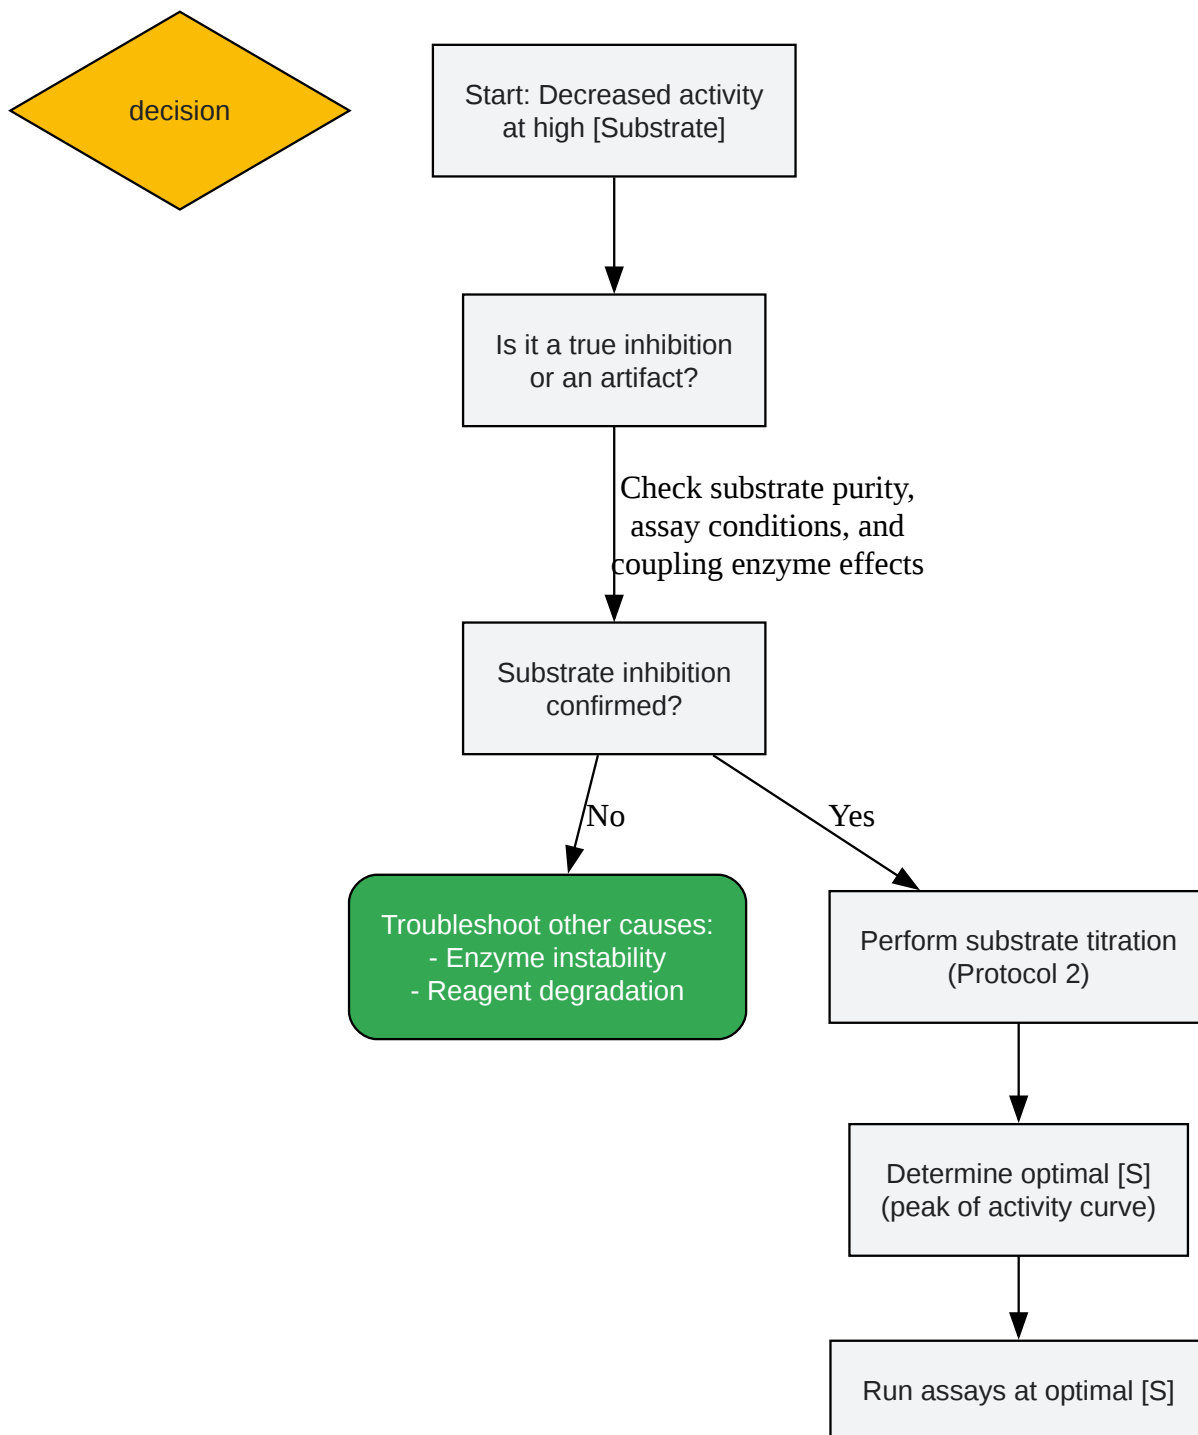 decision
Start: Decreased activity
at high [Substrate]
Is it a true inhibition
or an artifact?
Check substrate purity,
assay conditions, and
coupling enzyme effects
Substrate inhibition
confirmed?
No
Yes
Troubleshoot other causes:
- Enzyme instability
- Reagent degradation
Perform substrate titration
(Protocol 2)
Determine optimal [S]
(peak of activity curve)
Run assays at optimal [S]